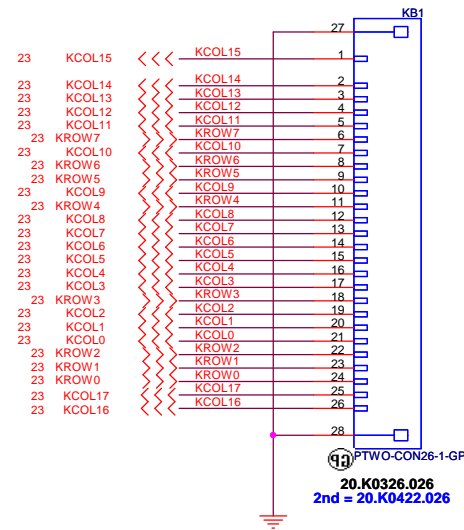 KB1
27
23 KCOL15 KCOL15 1
23 KCOL14 KCOL14 2
23 KCOL13 KCOL13 3
23 KCOL12 KCOL12 4
23 KCOL11 KCOL11 5
23 KROW7 KROW7 6
23 KCOL10 KCOL10 7
23 KROW6 KROW6 8
23 KROW5 KROW5 9
23 KCOL9 KCOL9 10
23 KROW4 KROW4 11
23 KCOL8 KCOL8 12
23 KCOL7 KCOL7 13
23 KCOL6 KCOL6 14
23 KCOL5 KCOL5 15
23 KCOL4 KCOL4 16
23 KCOL3 KCOL3 17
23 KROW3 KROW3 18
23 KCOL2 KCOL2 19
23 KCOL1 KCOL1 20
23 KCOL0 KCOL0 21
23 KROW2 KROW2 22
23 KROW1 KROW1 23
23 KROW0 KROW0 24
23 KCOL17 KCOL17 25
23 KCOL16 KCOL16 26
28
GP PTWO-CON26-1-GP
20.K0326.026
2nd = 20.K0422.026